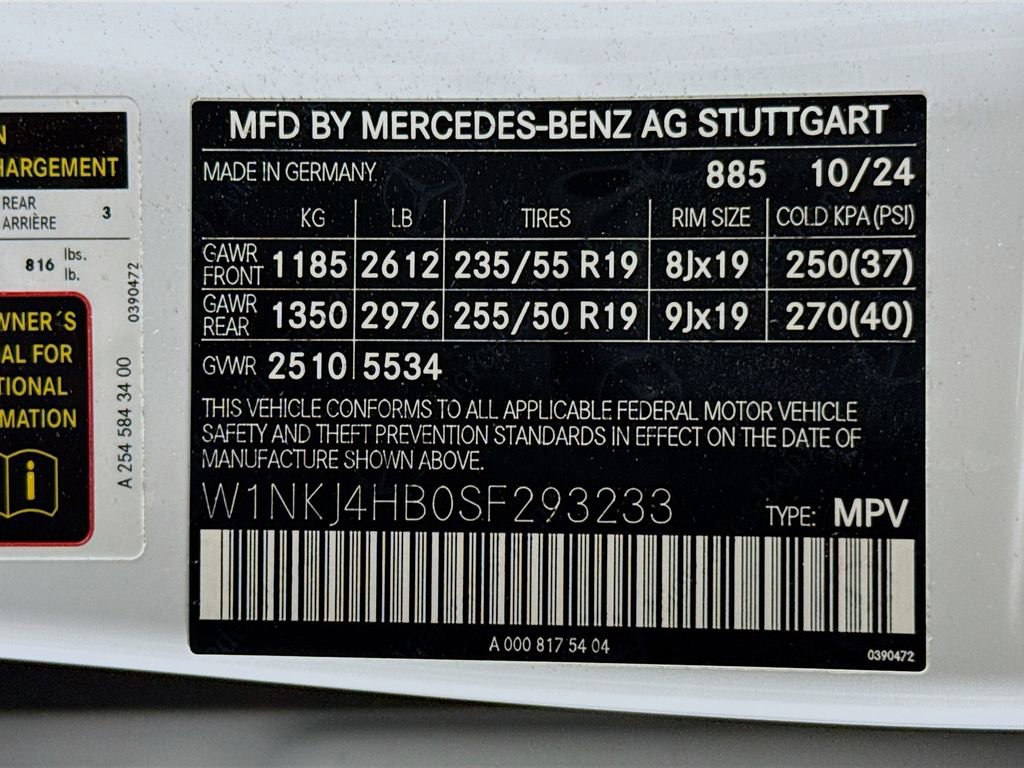 N
HARGEMENT
REAR
ARRIÈRE 3
816 lbs.
lb.
0390472
WNER´S
AL FOR
TIONAL
MATION
i
A 254 584 34 00
MFD BY MERCEDES-BENZ AG STUTTGART
MADE IN GERMANY 885 10/24
KG LB TIRES RIM SIZE COLD KPA (PSI)
GAWR FRONT 1185 2612 235/55 R19 8Jx19 250(37)
GAWR REAR 1350 2976 255/50 R19 9Jx19 270(40)
GVWR 2510 5534
THIS VEHICLE CONFORMS TO ALL APPLICABLE FEDERAL MOTOR VEHICLE
SAFETY AND THEFT PREVENTION STANDARDS IN EFFECT ON THE DATE OF
MANUFACTURE SHOWN ABOVE.
W1NKJ4HB0SF293233 TYPE: MPV
A 000 817 54 04
0390472